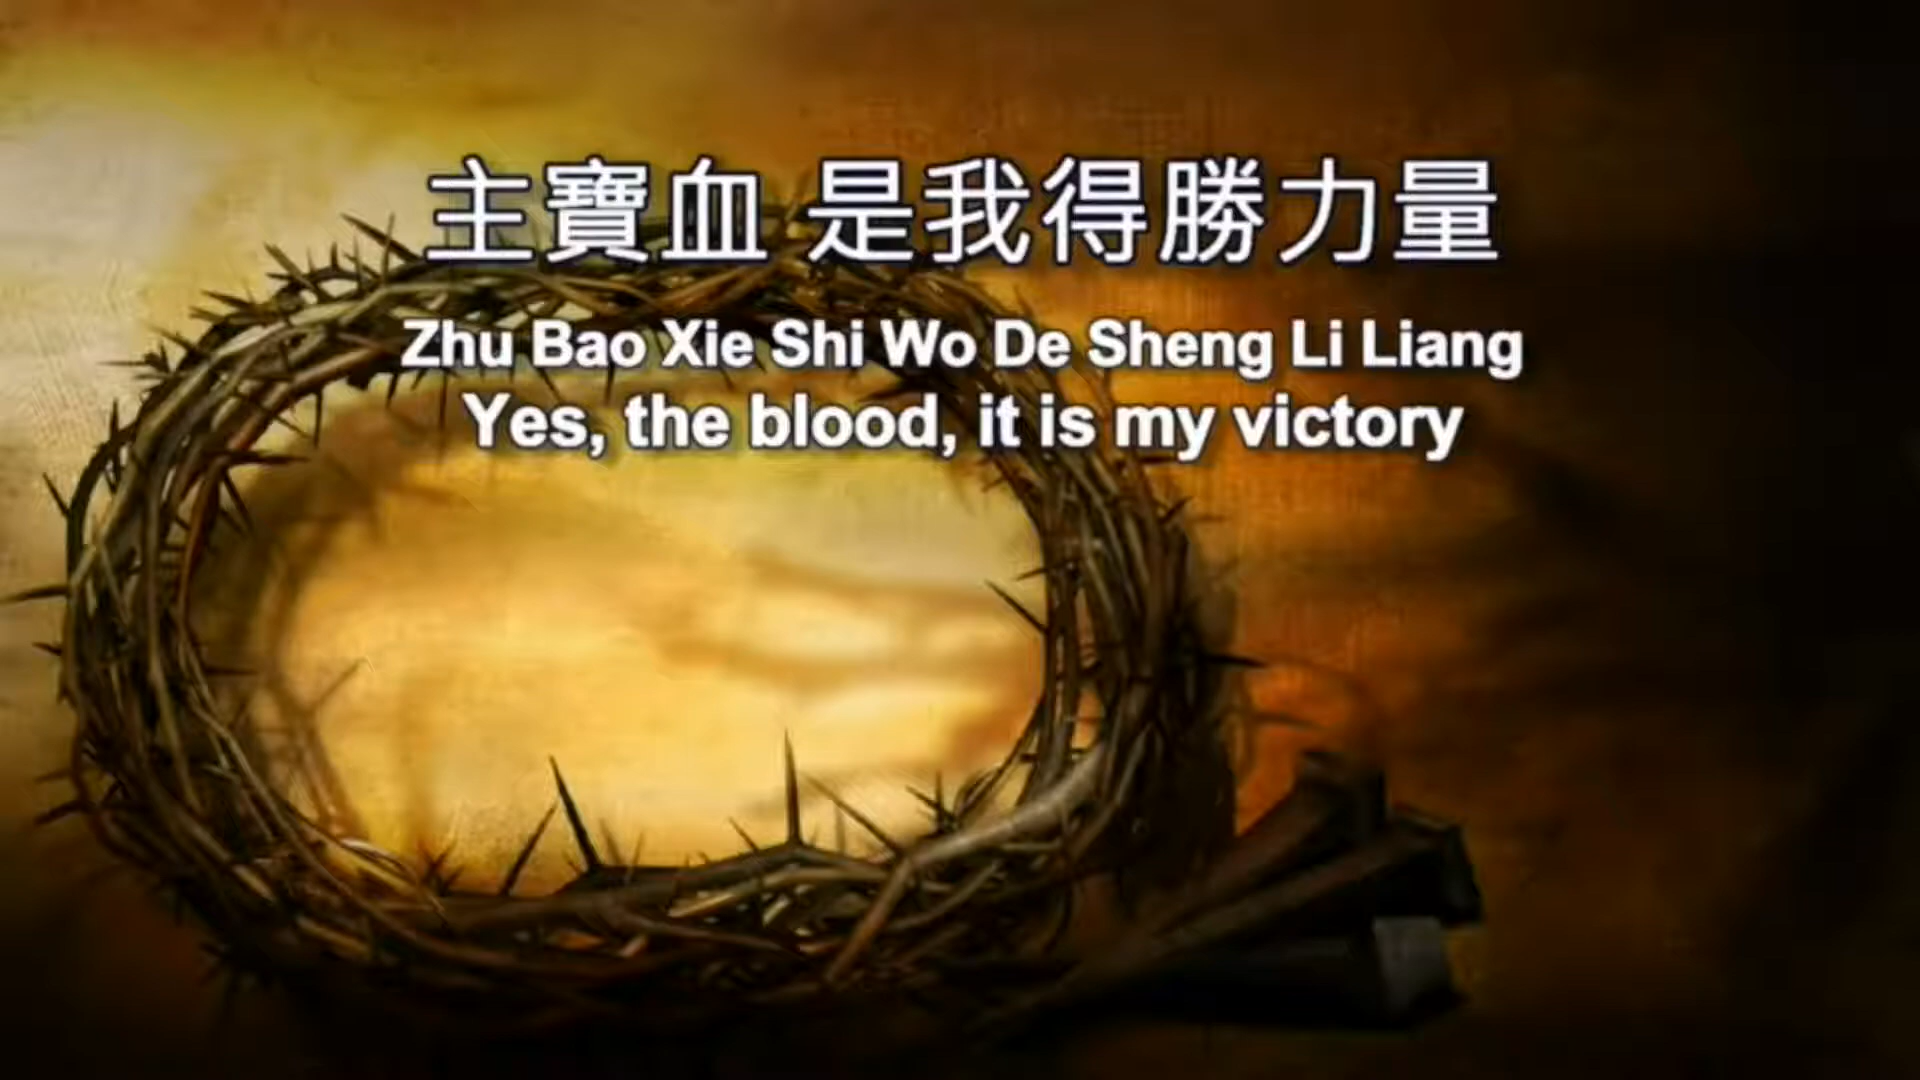 主寶血 是我得勝力量
Zhu Bao Xie Shi Wo De Sheng Li Liang
Yes, the blood, it is my victory